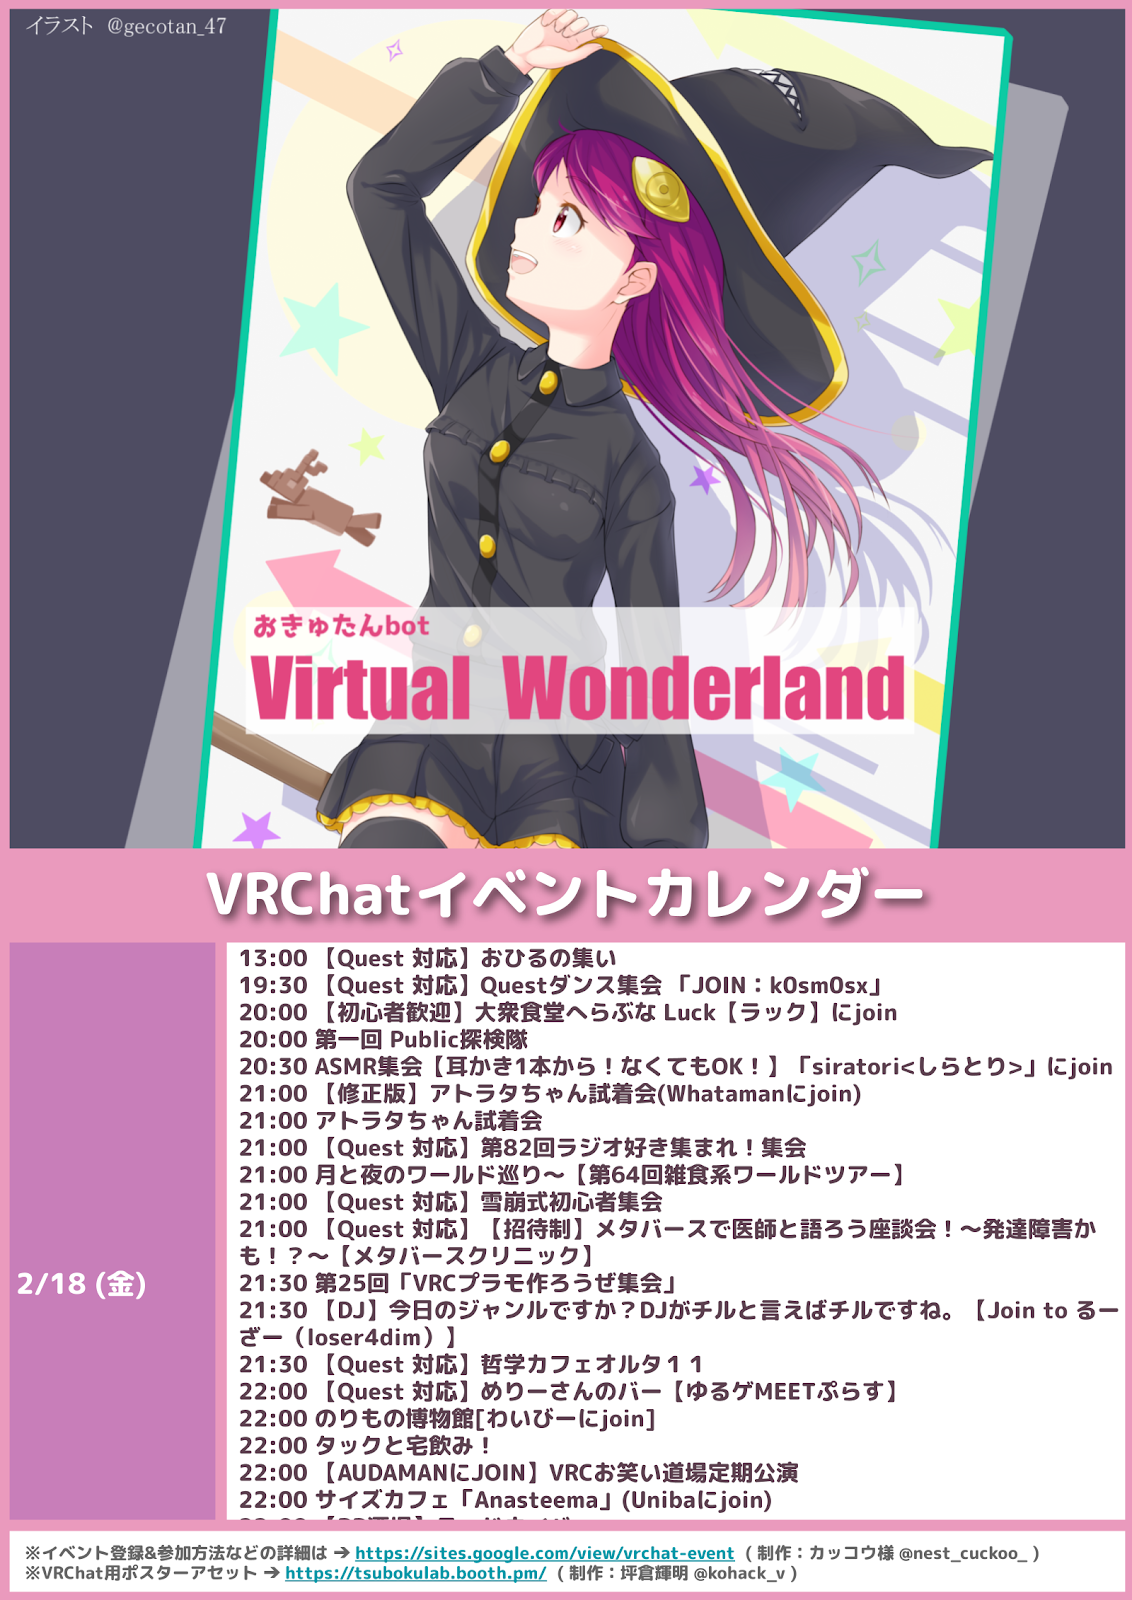 イラスト @gecotan_47
おきゅたんbot
Virtual Wonderland
VRChatイベントカレンダー
2/18 (金)
13:00 【Quest 対応】おひるの集い
19:30 【Quest 対応】Questダンス集会 「JOIN：k0sm0sx」
20:00 【初心者歓迎】大衆食堂へらぶな Luck【ラック】にjoin
20:00 第一回 Public探検隊
20:30 ASMR集会【耳かき1本から！なくてもOK！】「siratori<しらとり>」にjoin
21:00 【修正版】アトラタちゃん試着会(Whatamanにjoin)
21:00 アトラタちゃん試着会
21:00 【Quest 対応】第82回ラジオ好き集まれ！集会
21:00 月と夜のワールド巡り～【第64回雑食系ワールドツアー】
21:00 【Quest 対応】雪崩式初心者集会
21:00 【Quest 対応】【招待制】メタバースで医師と語ろう座談会！～発達障害か
も！？～【メタバースクリニック】
21:30 第25回「VRCプラモ作ろうぜ集会」
21:30 【DJ】今日のジャンルですか？DJがチルと言えばチルですね。【Join to るー
ざー（loser4dim）】
21:30 【Quest 対応】哲学カフェオルタ１１
22:00 【Quest 対応】めりーさんのバー【ゆるゲMEETぷらす】
22:00 のりもの博物館[わいびーにjoin]
22:00 タックと宅飲み！
22:00 【AUDAMANにJOIN】VRCお笑い道場定期公演
22:00 サイズカフェ「Anasteema」(Unibaにjoin)
※イベント登録&参加方法などの詳細は → https://sites.google.com/view/vrchat-event ( 制作：カッコウ様 @nest_cuckoo_ )
※VRChat用ポスターアセット → https://tsubokulab.booth.pm/ ( 制作：坪倉輝明 @kohack_v )